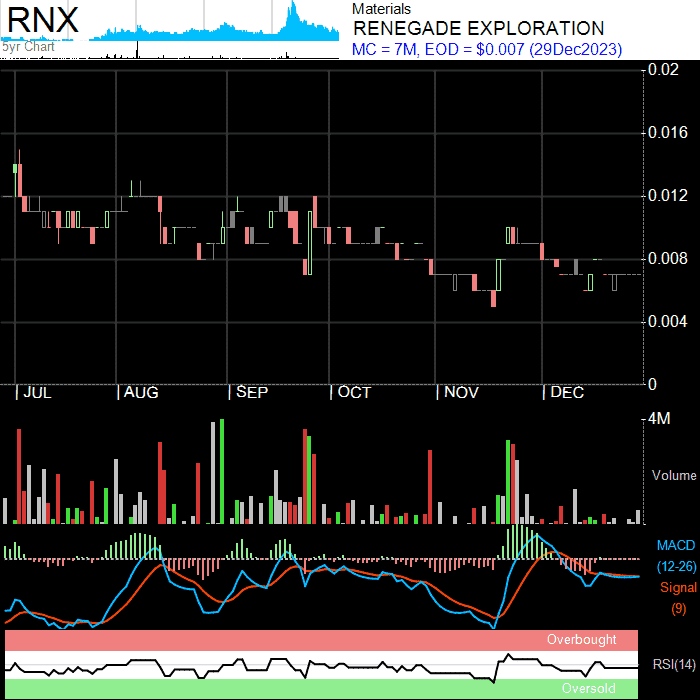 RNX
5yr Chart
Materials
RENEGADE EXPLORATION
MC = 7M, EOD = $0.007 (29Dec2023)
0.02
0.016
0.012
0.008
0.004
0
JUL AUG SEP OCT NOV DEC
4M
Volume
MACD
(12-26)
Signal
(9)
Overbought
RSI(14)
Oversold